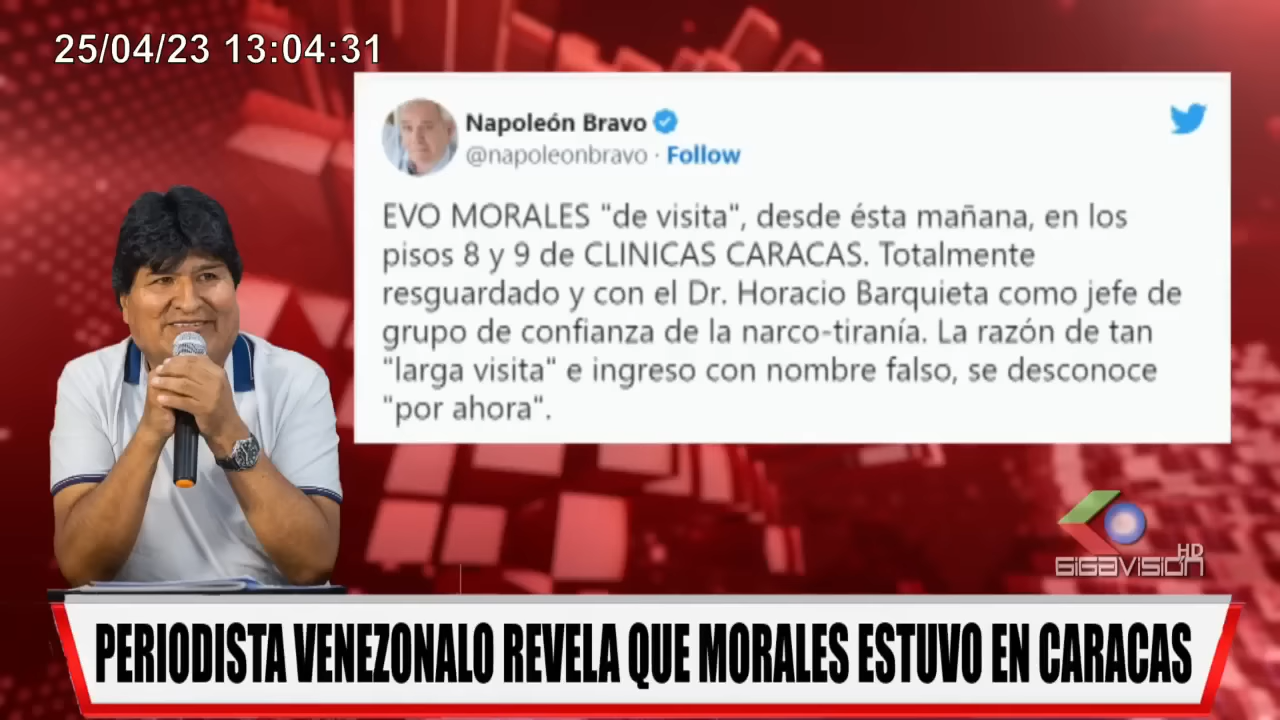 25/04/23 13:04:31
Napoleón Bravo
@napoleonbravo · Follow
EVO MORALES "de visita", desde ésta mañana, en los
pisos 8 y 9 de CLINICAS CARACAS. Totalmente
resguardado y con el Dr. Horacio Barquieta como jefe de
grupo de confianza de la narco-tiranía. La razón de tan
"larga visita" e ingreso con nombre falso, se desconoce
"por ahora".
GIGAVISION HD
PERIODISTA VENEZONALO REVELA QUE MORALES ESTUVO EN CARACAS